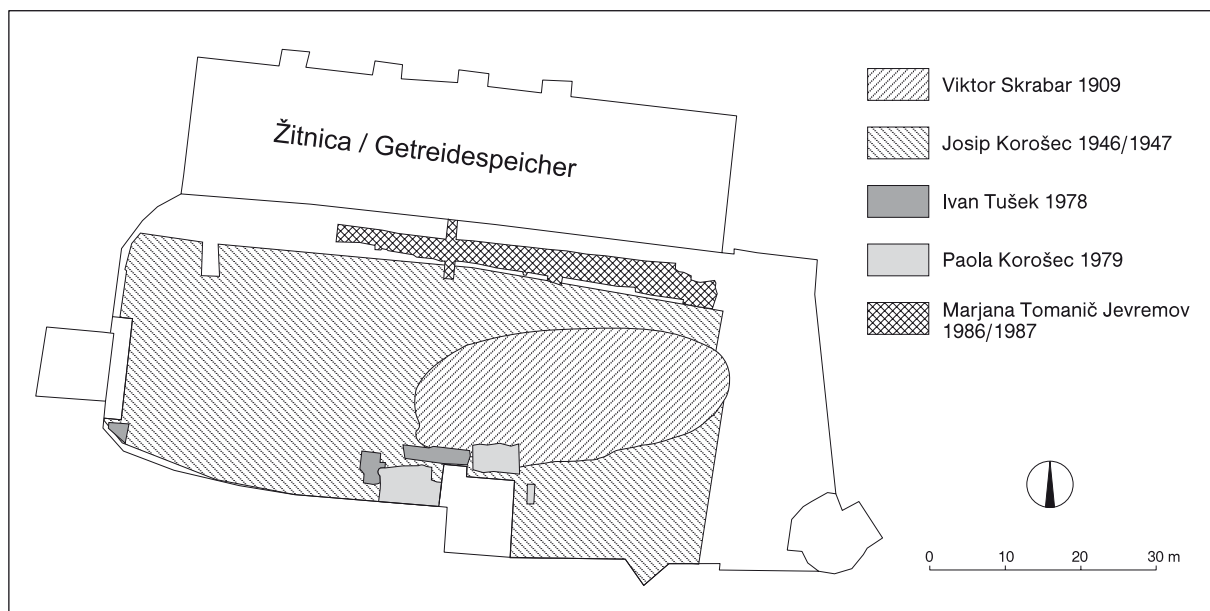 Žitnica / Getreidespeicher
Viktor Skrabar 1909
Josip Korošec 1946/1947
Ivan Tušek 1978
Paola Korošec 1979
Marjana Tomanič Jevremov
1986/1987
0 10 20 30 m